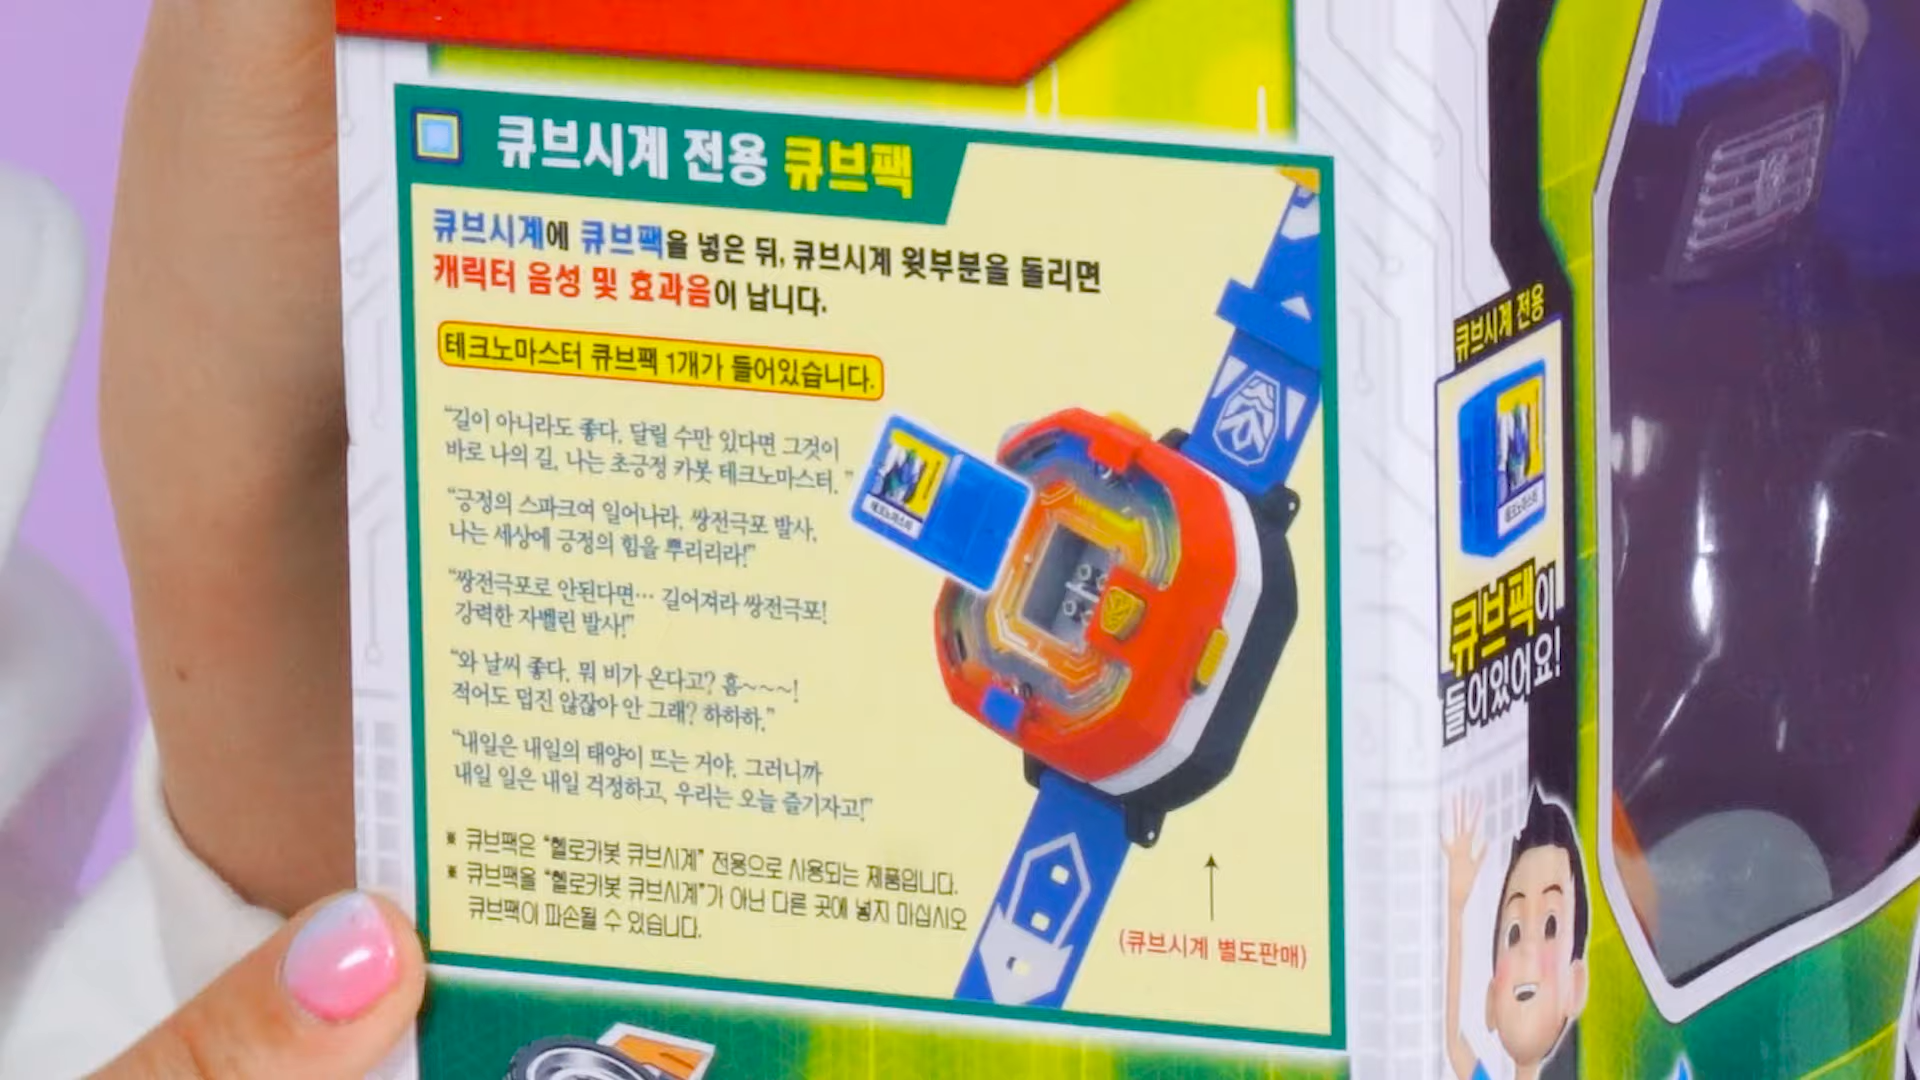 큐브시계 전용 큐브팩
큐브시계에 큐브팩을 넣은 뒤, 큐브시계 윗부분을 돌리면
캐릭터 음성 및 효과음이 납니다.
테크노마스터 큐브팩 1개가 들어있습니다.
“길이 아니라도 좋다, 달릴 수만 있다면 그것이
바로 나의 길, 나는 초긍정 카봇 테크노마스터.”
“긍정의 스파크여 일어나라, 쌍전극포 발사,
나는 세상에 긍정의 힘을 뿌리리라!”
“쌍전극포로 안된다면… 길어져라 쌍전극포!
강력한 자벨린 발사!”
“와 날씨 좋다, 뭐 비가 온다고? 흠~~~!
적어도 덥진 않잖아 안 그래? 하하하,”
“내일은 내일의 태양이 뜨는 거야, 그러니까
내일 일은 내일 걱정하고, 우리는 오늘 즐기자고!”
※ 큐브팩은 “헬로카봇 큐브시계” 전용으로 사용되는 제품입니다.
※ 큐브팩을 “헬로카봇 큐브시계”가 아닌 다른 곳에 넣지 마십시오
큐브팩이 파손될 수 있습니다.
테크노마스터
(큐브시계 별도판매)
큐브시계 전용
테크노마스터
큐브팩이
들어있어요!